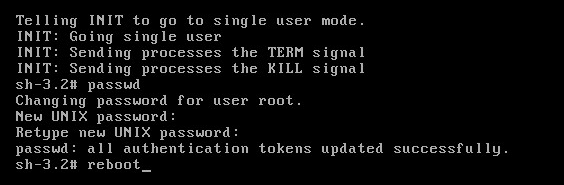 Telling INIT to go to single user mode.
INIT: Going single user
INIT: Sending processes the TERM signal
INIT: Sending processes the KILL signal
sh-3.2# passwd
Changing password for user root.
New UNIX password:
Retype new UNIX password:
passwd: all authentication tokens updated successfully.
sh-3.2# reboot_